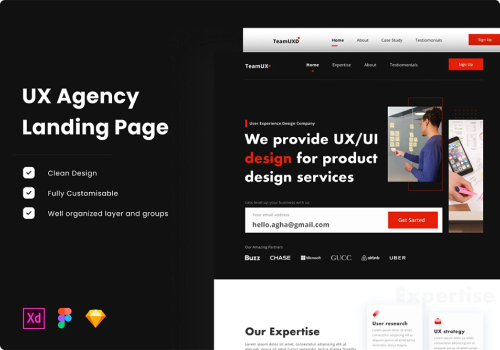 UX Agency
Landing Page
Clean Design
Fully Customisable
Well organized layer and groups
Xd
TeamUXD
Home About Case Study Testiomonials
Sign Up
TeamUX
Home Expertise About Testiomonials
Sign Up
User Experience Design Company
We provide UX/UI
design for product
design services
Lets level up your business with us
Your email address
hello.agha@gmail.com
Get Sarted
Our Amazing Partners
Buzz CHASE Microsoft GUCCI airbnb UBER
Expertise
Our Expertise
User research
UX strategy